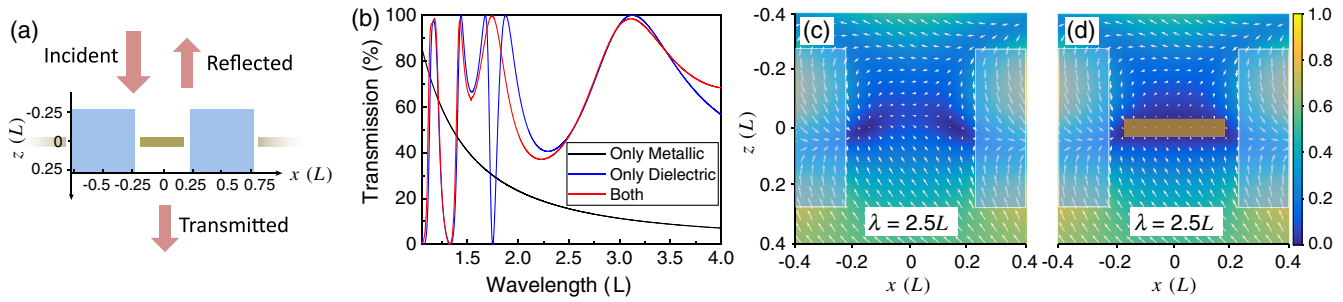 (a)
Incident
Reflected
-0.25
0
0.25
z (L)
-0.5 -0.25 0 0.25 0.5 0.75
x (L)
Transmitted
(b)
Transmission (%)
100
80
60
40
20
0
Only Metallic
Only Dielectric
Both
1.5 2.0 2.5 3.0 3.5 4.0
Wavelength (L)
(c)
z (L)
-0.4
-0.2
0
0.2
0.4
λ = 2.5L
-0.4 -0.2 0 0.2 0.4
x (L)
(d)
λ = 2.5L
-0.4 -0.2 0 0.2 0.4
x (L)
1.0
0.8
0.6
0.4
0.2
0.0